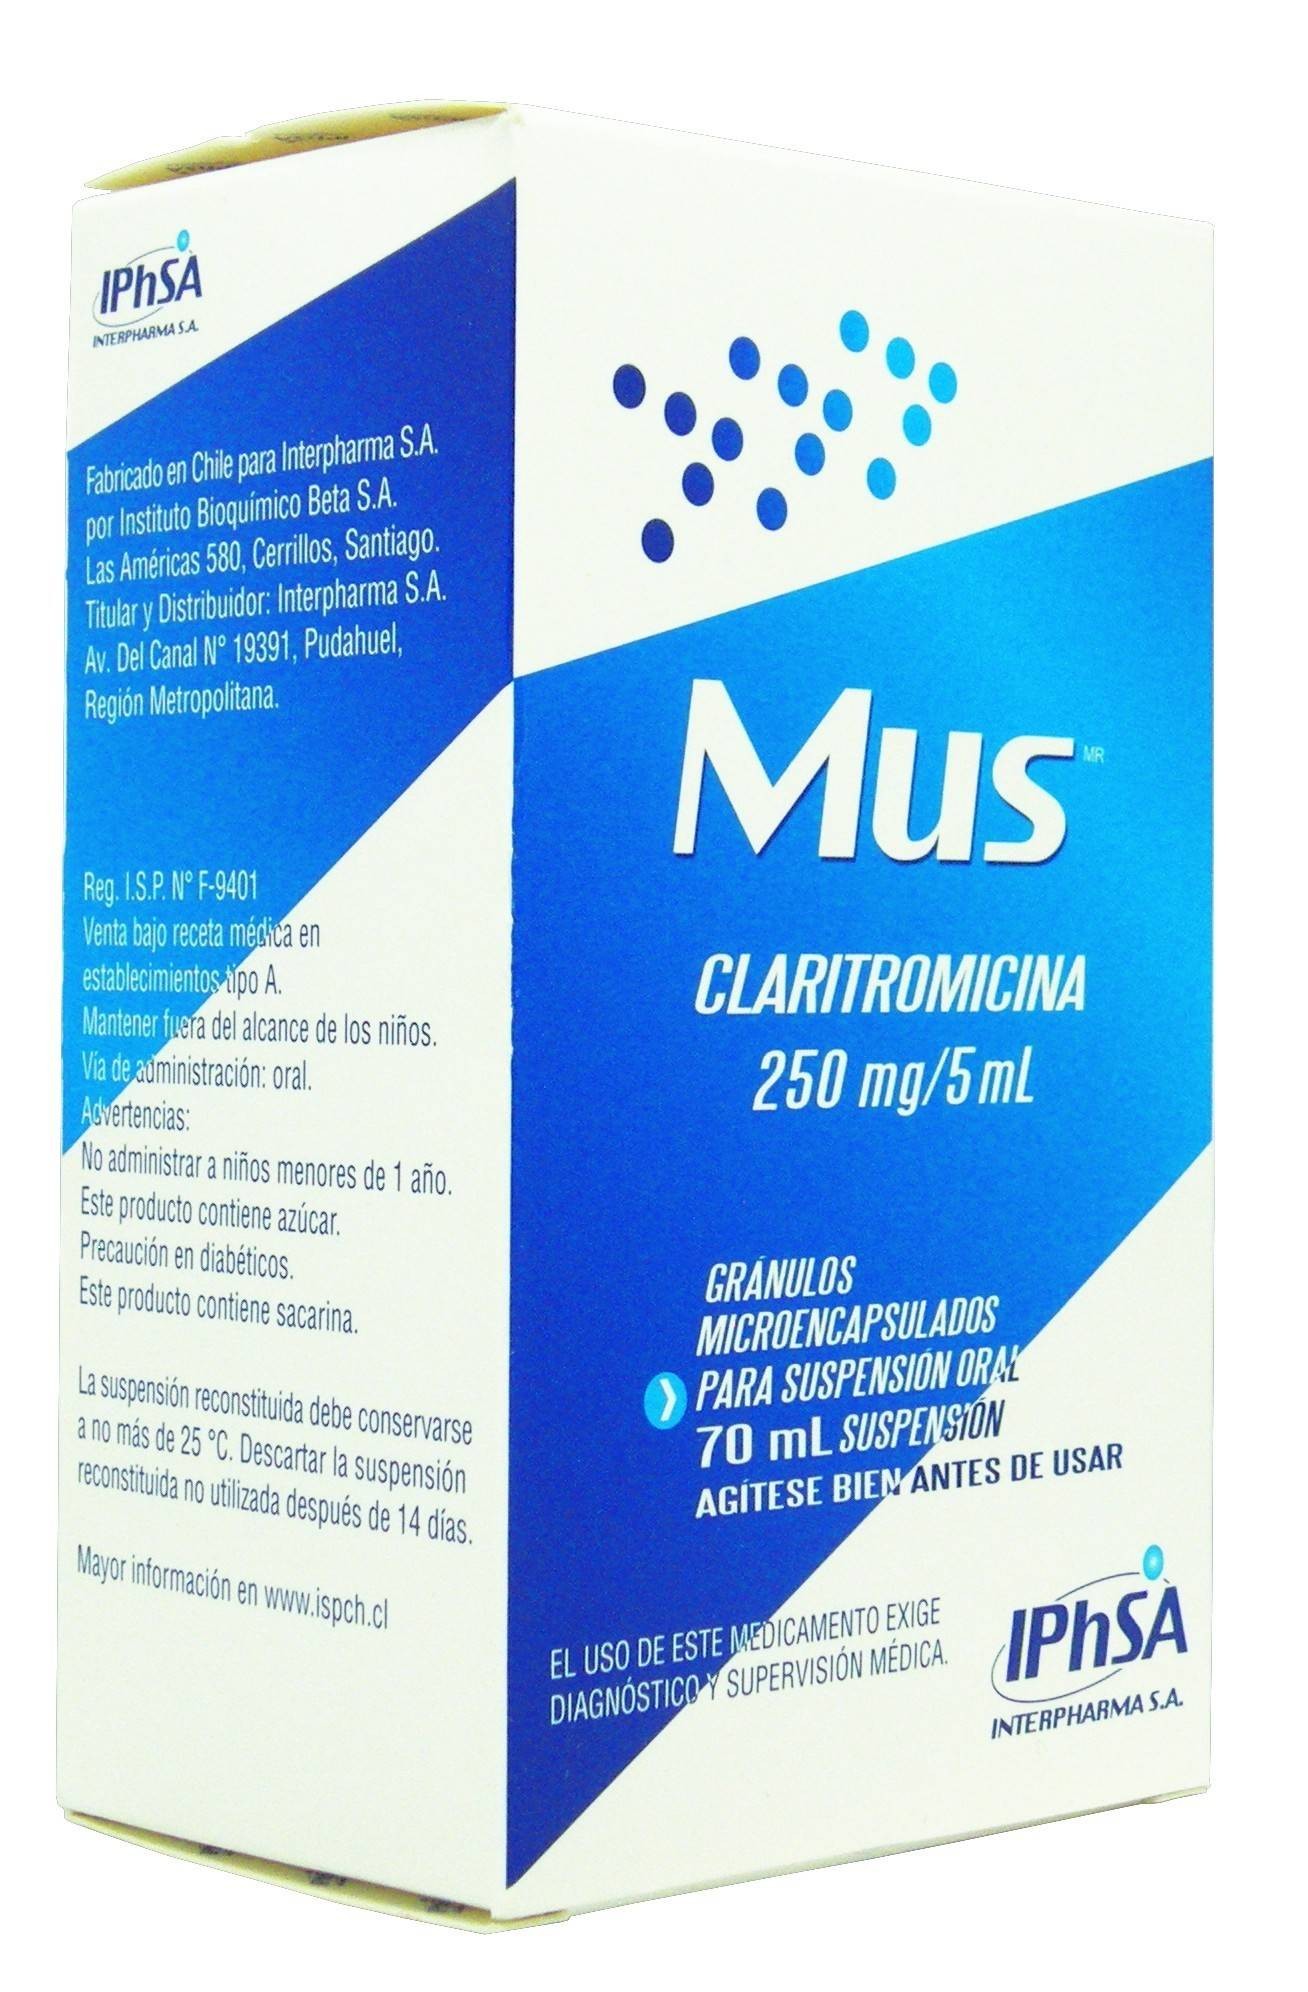 IPhSA
INTERPHARMA S.A.
Fabricado en Chile para Interpharma S.A.
por Instituto Bioquímico Beta S.A.
Las Américas 580, Cerrillos, Santiago.
Titular y Distribuidor: Interpharma S.A.
Av. Del Canal N° 19391, Pudahuel,
Región Metropolitana.
Reg. I.S.P. N° F-9401
Venta bajo receta médica en
establecimientos tipo A.
Mantener fuera del alcance de los niños.
Vía de administración: oral.
Advertencias:
No administrar a niños menores de 1 año.
Este producto contiene azúcar.
Precaución en diabéticos.
Este producto contiene sacarina.
La suspensión reconstituida debe conservarse
a no más de 25 °C. Descartar la suspensión
reconstituida no utilizada después de 14 días.
Mayor información en www.ispch.cl
Mus MR
CLARITROMICINA
250 mg/5 mL
GRÁNULOS
MICROENCAPSULADOS
PARA SUSPENSIÓN ORAL
70 mL SUSPENSIÓN
AGÍTESE BIEN ANTES DE USAR
EL USO DE ESTE MEDICAMENTO EXIGE
DIAGNÓSTICO Y SUPERVISIÓN MÉDICA.
IPhSA
INTERPHARMA S.A.